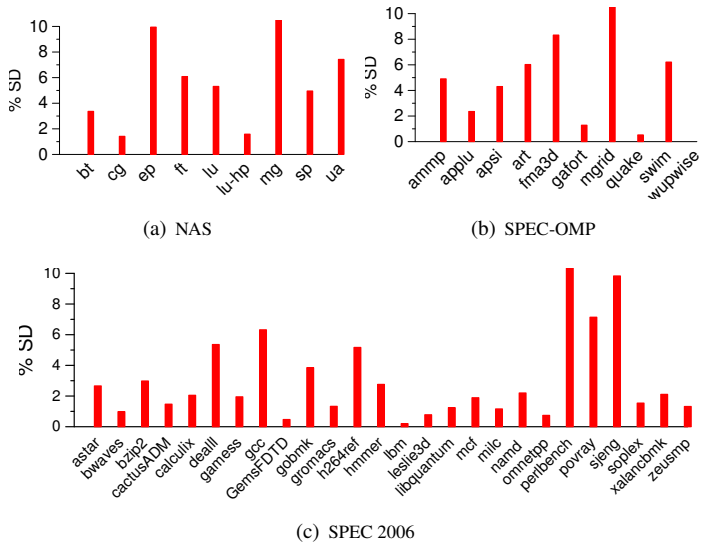 % SD
10
8
6
4
2
0
bt
cg
ep
ft
lu
lu-hp
mg
sp
ua
(a) NAS
% SD
10
8
6
4
2
0
ammp
applu
apsi
art
fma3d
gafort
mgrid
quake
swim
wupwise
(b) SPEC-OMP
% SD
10
8
6
4
2
0
astar
bwaves
bzip2
cactusADM
calculix
dealII
gamess
gcc
GemsFDTD
gobmk
gromacs
h264ref
hmmer
lbm
leslie3d
libquantum
mcf
milc
namd
omnetpp
perlbench
povray
sjeng
soplex
xalancbmk
zeusmp
(c) SPEC 2006